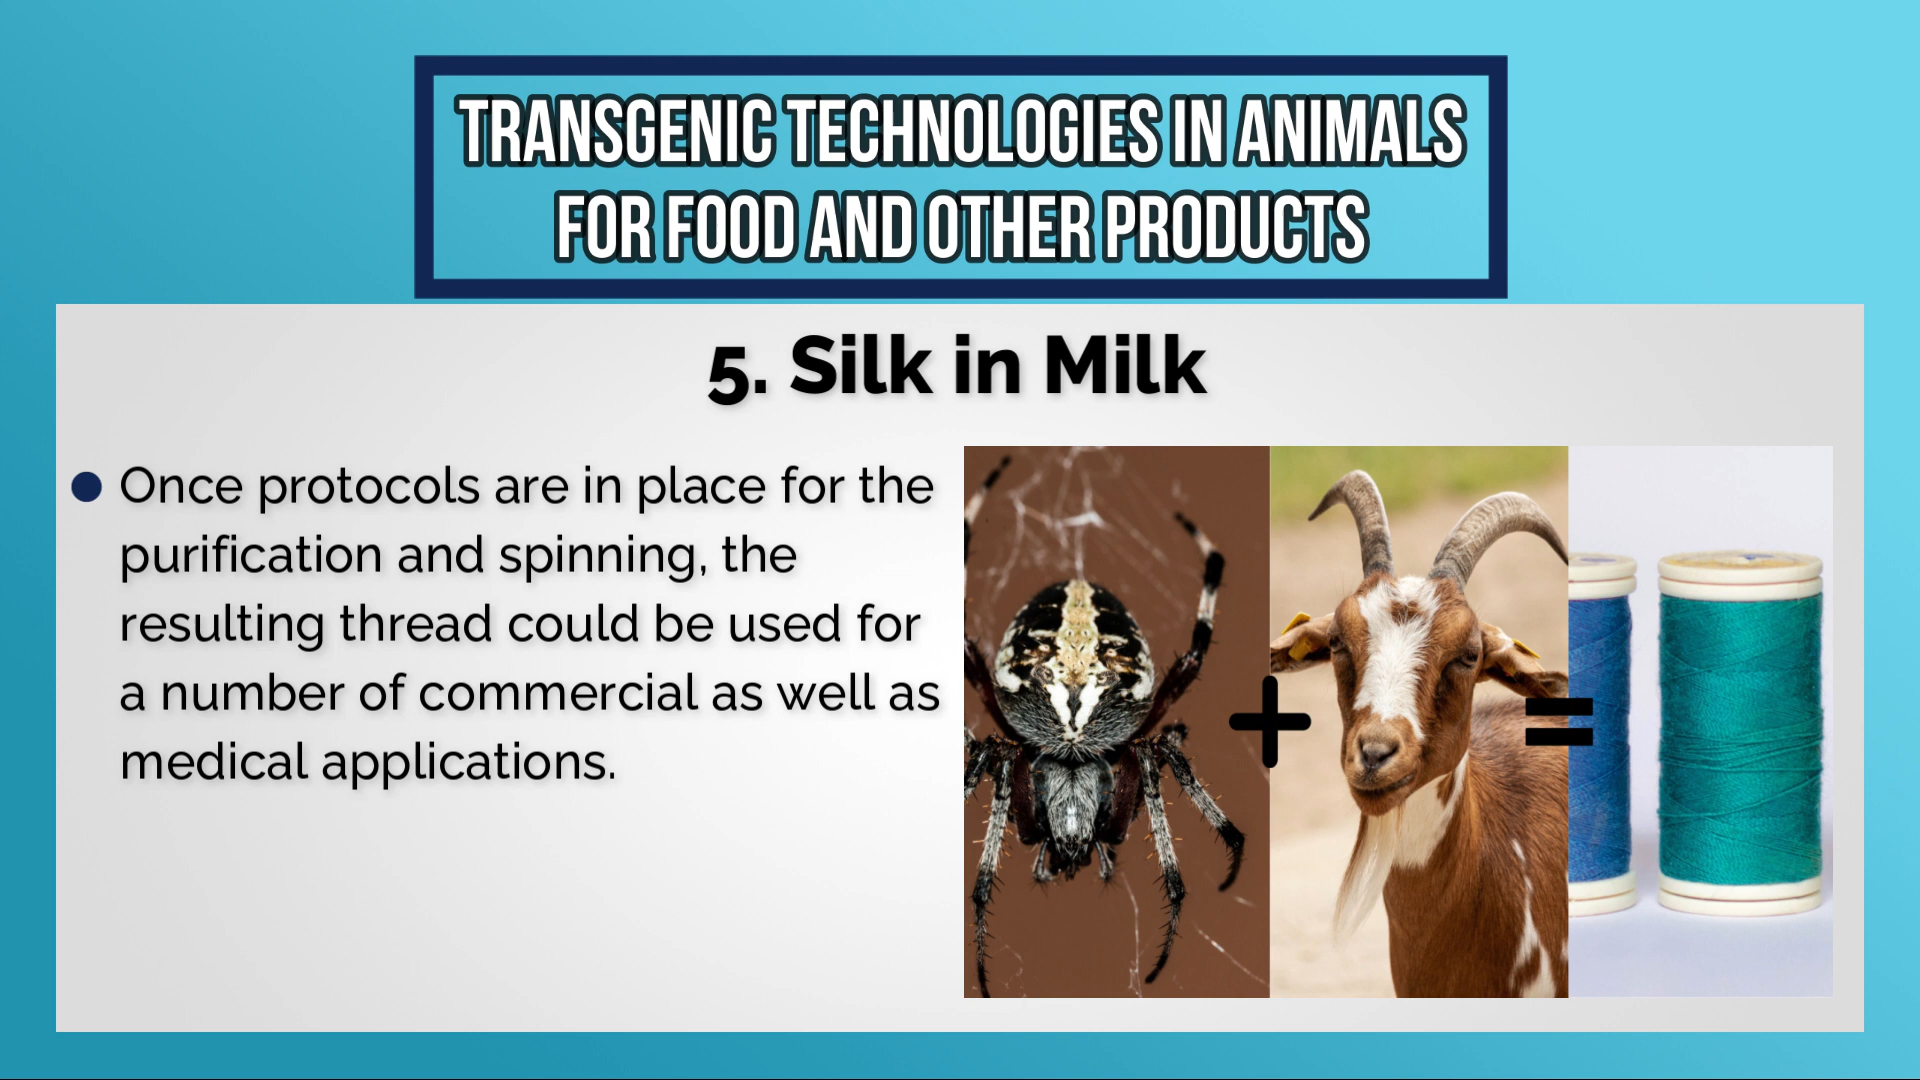 TRANSGENIC TECHNOLOGIES IN ANIMALS
FOR FOOD AND OTHER PRODUCTS
5. Silk in Milk
Once protocols are in place for the
purification and spinning, the
resulting thread could be used for
a number of commercial as well as
medical applications.
+ =